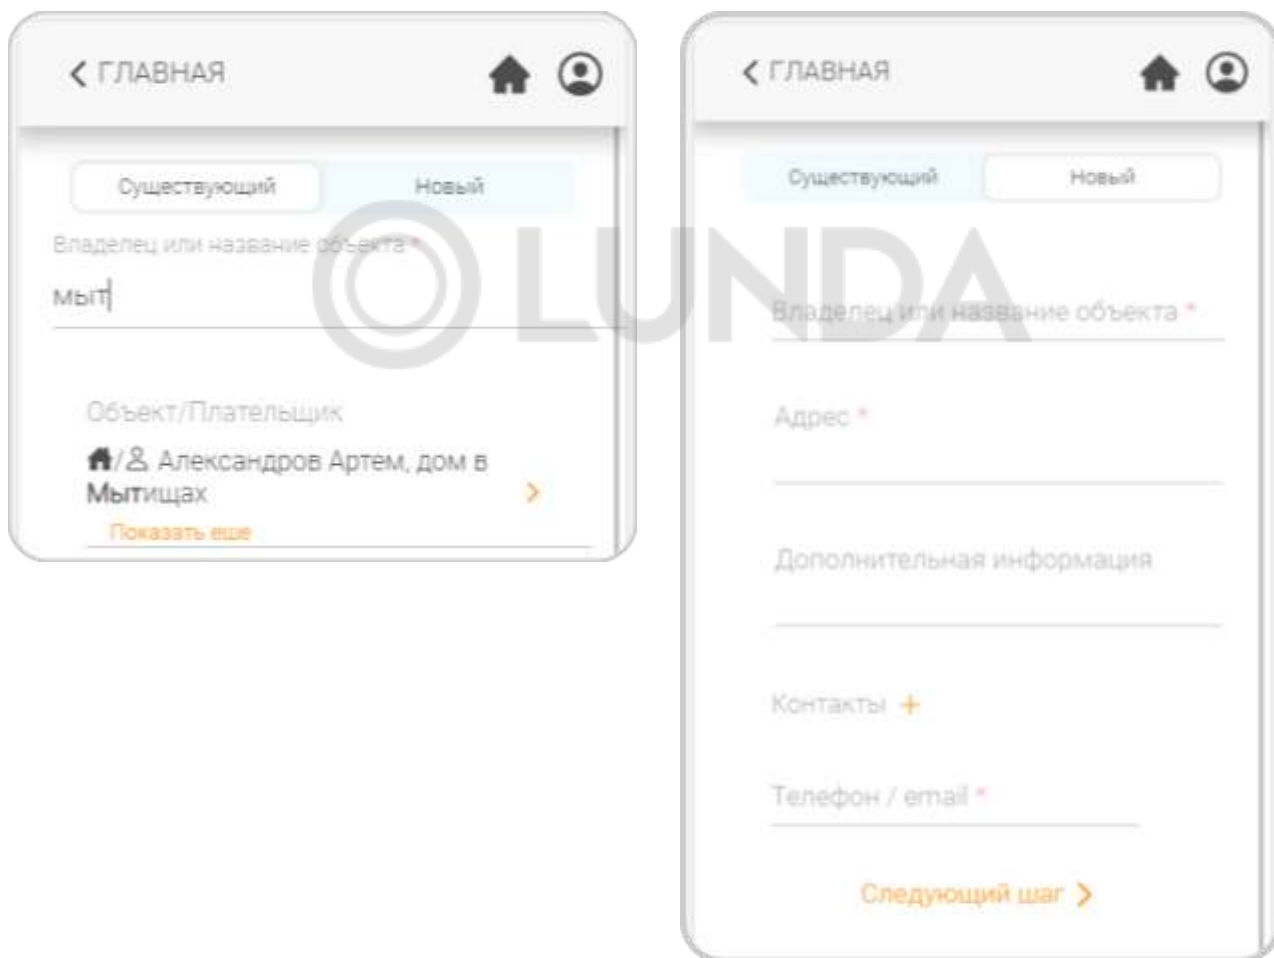 ГЛАВНАЯ
Существующий Новый
Владелец или название объекта *
мыт
Объект/Плательщик
/ Александров Артем, дом в
Мытищах
Показать еще
ГЛАВНАЯ
Существующий Новый
Владелец или название объекта *
Адрес *
Дополнительная информация
Контакты +
Телефон / email *
Следующий шаг
LUNDA